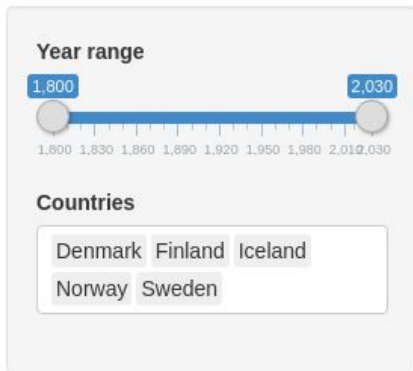 Year range
1,800 2,030
1,800 1,830 1,860 1,890 1,920 1,950 1,980 2,010 2,030
Countries
Denmark Finland Iceland
Norway Sweden